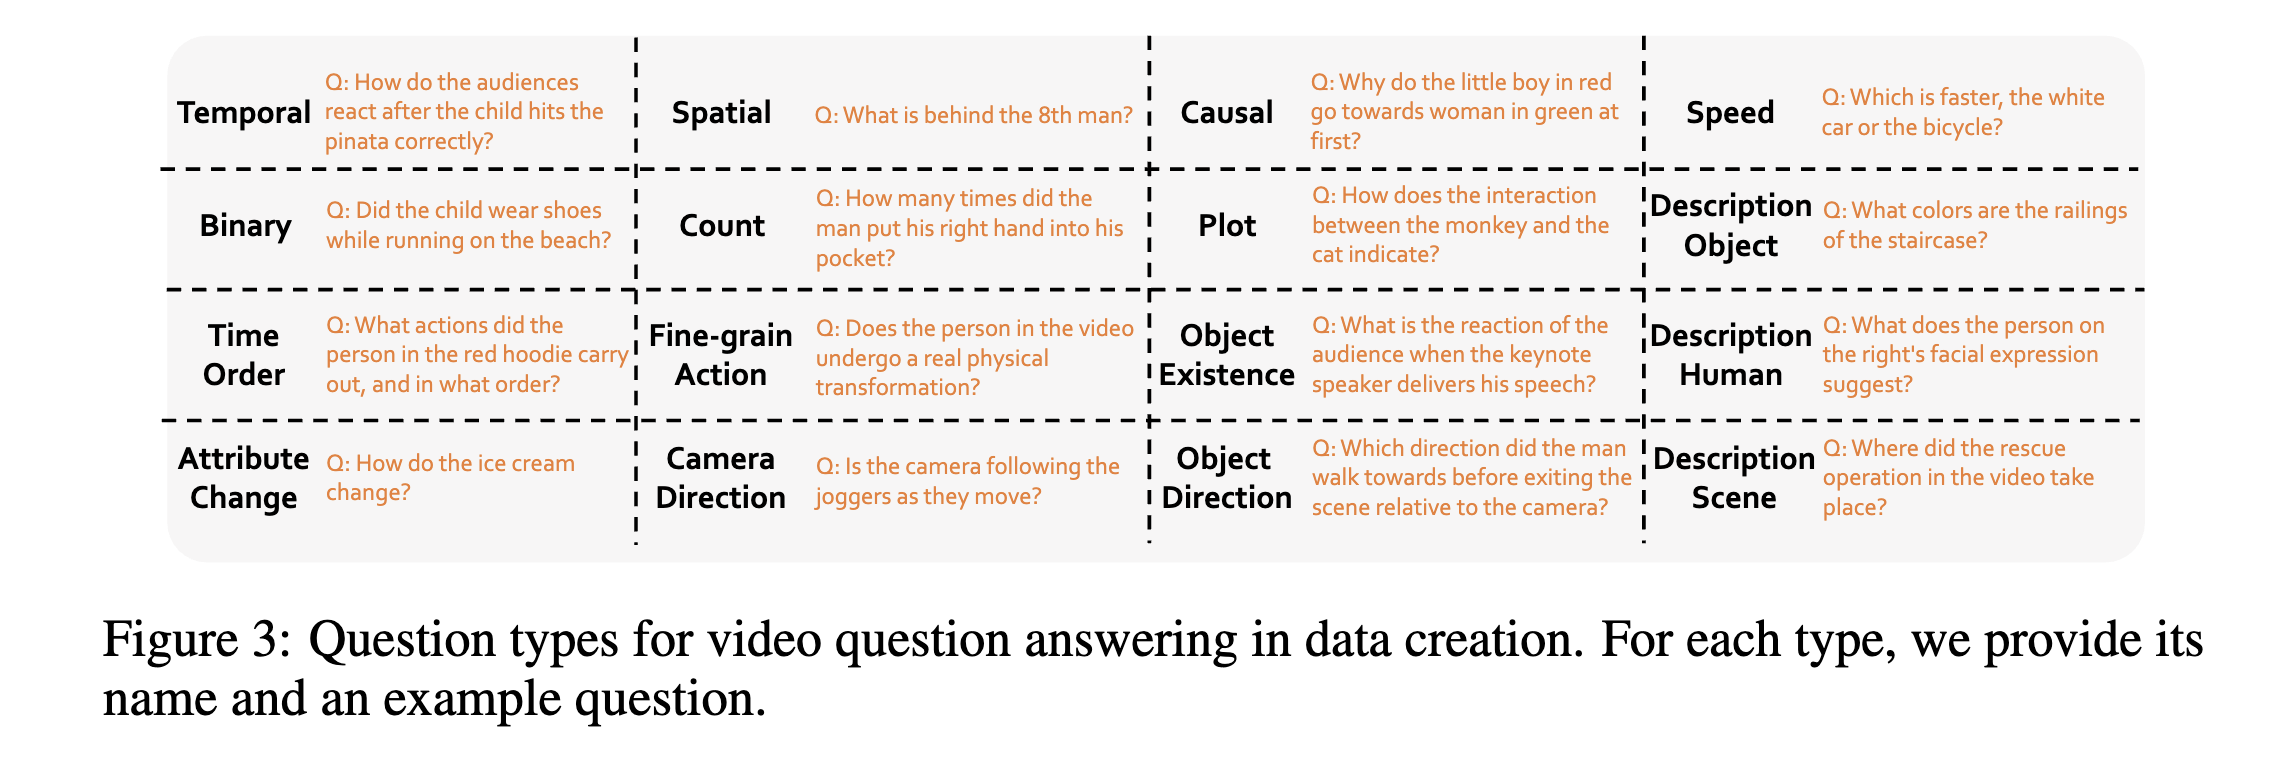 Temporal
Q: How do the audiences
react after the child hits the
pinata correctly?
Spatial
Q: What is behind the 8th man?
Causal
Q: Why do the little boy in red
go towards woman in green at
first?
Speed
Q: Which is faster, the white
car or the bicycle?
Binary
Q: Did the child wear shoes
while running on the beach?
Count
Q: How many times did the
man put his right hand into his
pocket?
Plot
Q: How does the interaction
between the monkey and the
cat indicate?
Description
Object
Q: What colors are the railings
of the staircase?
Time
Order
Q: What actions did the
person in the red hoodie carry
out, and in what order?
Fine-grain
Action
Q: Does the person in the video
undergo a real physical
transformation?
Object
Existence
Q: What is the reaction of the
audience when the keynote
speaker delivers his speech?
Description
Human
Q: What does the person on
the right's facial expression
suggest?
Attribute
Change
Q: How do the ice cream
change?
Camera
Direction
Q: Is the camera following the
joggers as they move?
Object
Direction
Q: Which direction did the man
walk towards before exiting the
scene relative to the camera?
Description
Scene
Q: Where did the rescue
operation in the video take
place?
Figure 3: Question types for video question answering in data creation. For each type, we provide its
name and an example question.